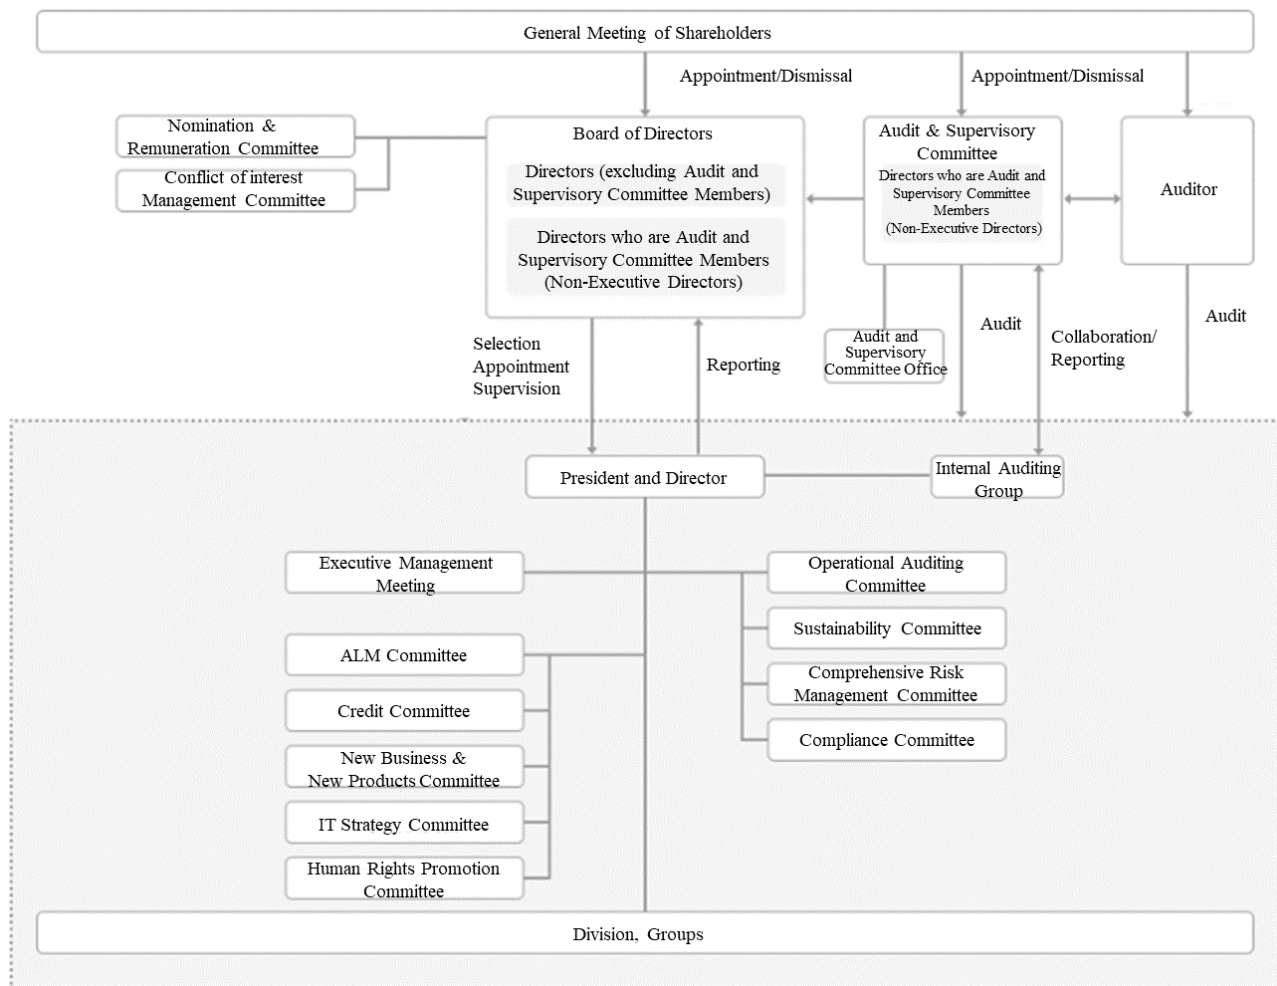 General Meeting of Shareholders
Appointment/Dismissal
Appointment/Dismissal
Nomination &
Remuneration Committee
Conflict of interest
Management Committee
Board of Directors
Directors (excluding Audit and
Supervisory Committee Members)
Directors who are Audit and
Supervisory Committee Members
(Non-Executive Directors)
Audit & Supervisory
Committee
Directors who are Audit and
Supervisory Committee
Members
(Non-Executive Directors)
Auditor
Selection
Appointment
Supervision
Reporting
Audit and
Supervisory
Committee Office
Audit
Collaboration/
Reporting
Audit
President and Director
Internal Auditing
Group
Executive Management
Meeting
Operational Auditing
Committee
Sustainability Committee
ALM Committee
Comprehensive Risk
Management Committee
Credit Committee
Compliance Committee
New Business &
New Products Committee
IT Strategy Committee
Human Rights Promotion
Committee
Division, Groups